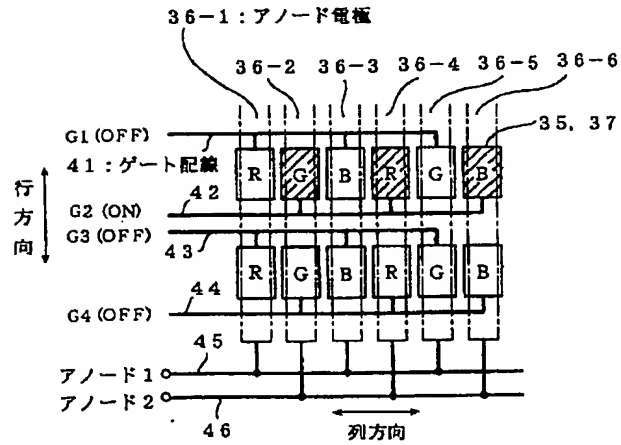 36-1:アノード電極
36-2 36-3 36-4 36-5 36-6
G1(OFF)
35,37
41:ゲート配線
R G B R G B
行方向
G2(ON) 42
G3(OFF)
43
R G B R G B
44
G4(OFF)
45
アノード1
アノード2
46
列方向